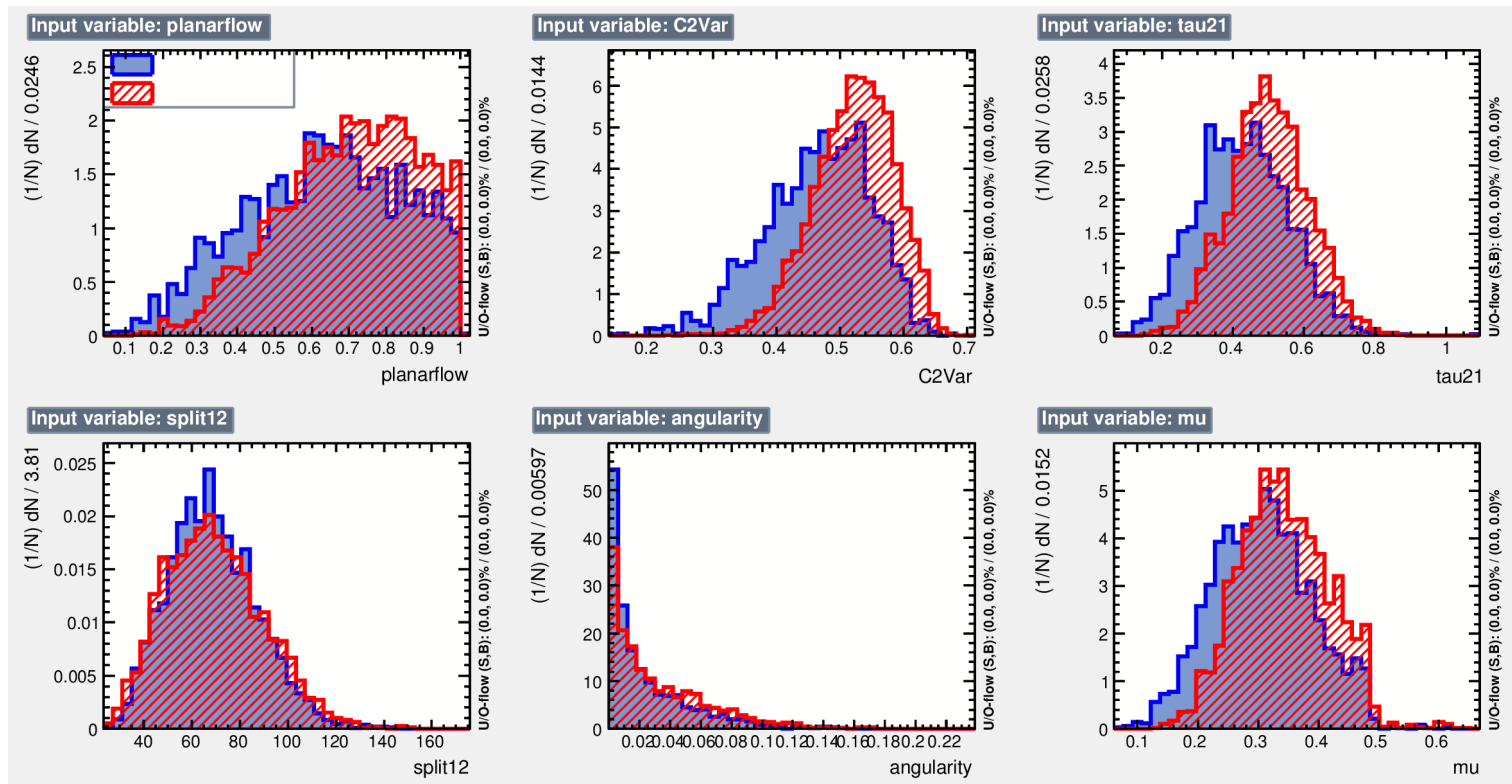 Input variable: planarflow
(1/N) dN / 0.0246
2.5
2
1.5
1
0.5
0
0.1 0.2 0.3 0.4 0.5 0.6 0.7 0.8 0.9 1
planarflow
U/O-flow (S,B): (0.0, 0.0)% / (0.0, 0.0)%
Input variable: C2Var
(1/N) dN / 0.0144
6
5
4
3
2
1
0
0.2 0.3 0.4 0.5 0.6 0.7
C2Var
U/O-flow (S,B): (0.0, 0.0)% / (0.0, 0.0)%
Input variable: tau21
(1/N) dN / 0.0258
4
3.5
3
2.5
2
1.5
1
0.5
0
0.2 0.4 0.6 0.8 1
tau21
U/O-flow (S,B): (0.0, 0.0)% / (0.0, 0.0)%
Input variable: split12
(1/N) dN / 3.81
0.025
0.02
0.015
0.01
0.005
0
40 60 80 100 120 140 160
split12
U/O-flow (S,B): (0.0, 0.0)% / (0.0, 0.0)%
Input variable: angularity
(1/N) dN / 0.00597
50
40
30
20
10
0
0.02 0.04 0.06 0.08 0.1 0.12 0.14 0.16 0.18 0.2 0.22
angularity
U/O-flow (S,B): (0.0, 0.0)% / (0.0, 0.0)%
Input variable: mu
(1/N) dN / 0.0152
5
4
3
2
1
0
0.1 0.2 0.3 0.4 0.5 0.6
mu
U/O-flow (S,B): (0.0, 0.0)% / (0.0, 0.0)%